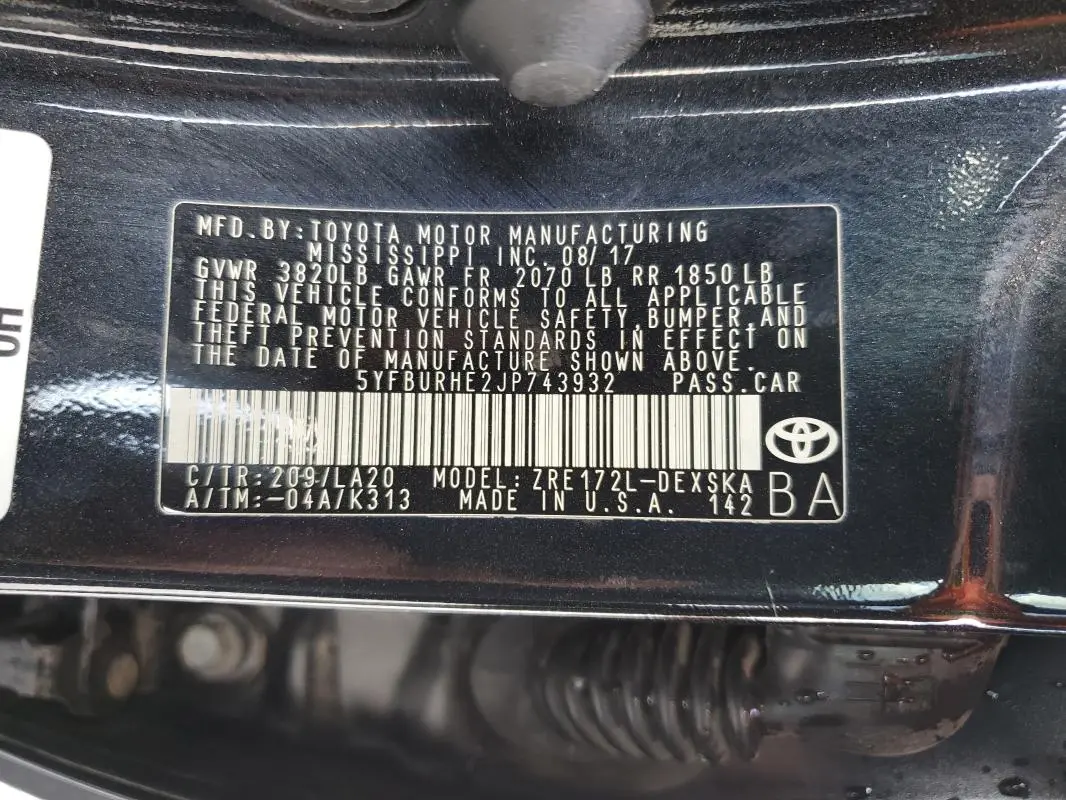 MFD.BY:TOYOTA MOTOR MANUFACTURING
MISSISSIPPI INC. 08/17
GVWR 3820LB GAWR FR 2070 LB RR 1850 LB
THIS VEHICLE CONFORMS TO ALL APPLICABLE
FEDERAL MOTOR VEHICLE SAFETY,BUMPER,AND
THEFT PREVENTION STANDARDS IN EFFECT ON
THE DATE OF MANUFACTURE SHOWN ABOVE.
5YFBURHE2JP743932 PASS.CAR
C/TR:209/LA20 MODEL:ZRE172L-DEXSKA
A/TM:-04A/K313 MADE IN U.S.A. 142
BA